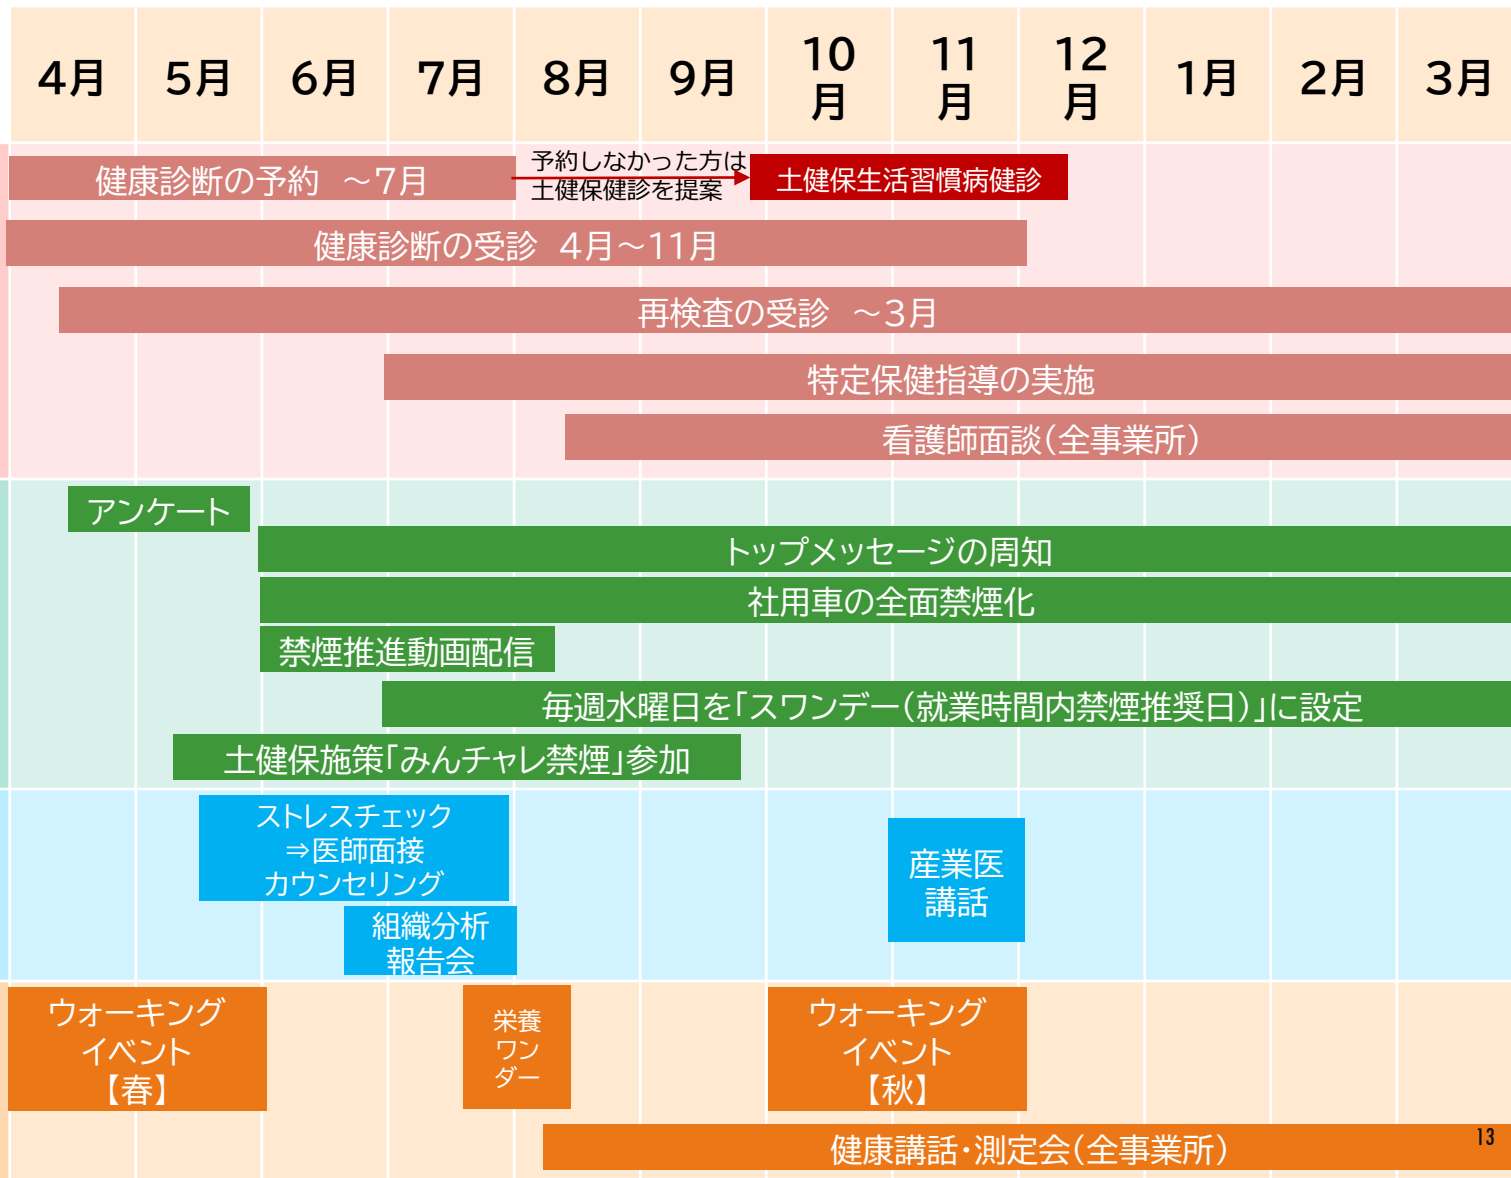 4月 5月 6月 7月 8月 9月 10月 11月 12月 1月 2月 3月
健康診断の予約　～7月
予約しなかった方は
土健保健診を提案
土健保生活習慣病健診
健康診断の受診　4月～11月
再検査の受診　～3月
特定保健指導の実施
看護師面談（全事業所）
アンケート
トップメッセージの周知
社用車の全面禁煙化
禁煙推進動画配信
毎週水曜日を「スワンデー（就業時間内禁煙推奨日）」に設定
土健保施策「みんチャレ禁煙」参加
ストレスチェック
⇒医師面接
カウンセリング
組織分析
報告会
産業医
講話
ウォーキング
イベント
【春】
栄養
ワン
ダー
ウォーキング
イベント
【秋】
健康講話・測定会（全事業所）
13